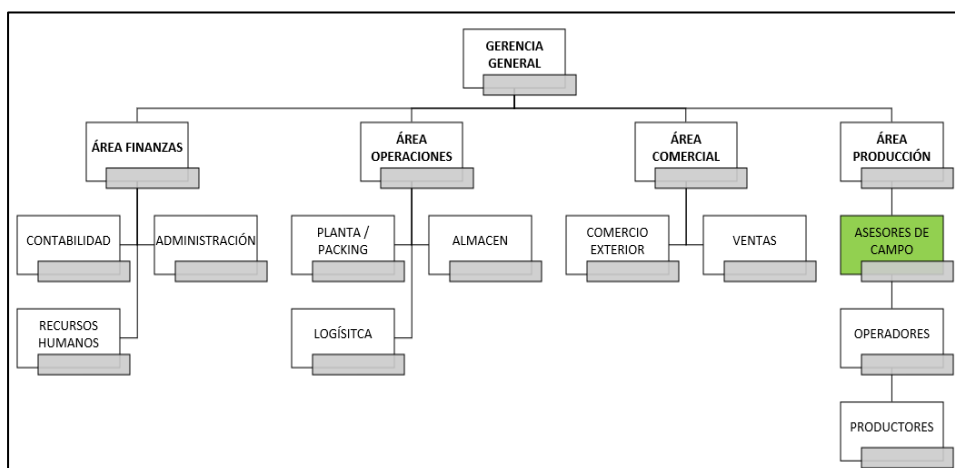 GERENCIA
GENERAL
ÁREA FINANZAS
ÁREA
OPERACIONES
ÁREA
COMERCIAL
ÁREA
PRODUCCIÓN
CONTABILIDAD
ADMINISTRACIÓN
PLANTA /
PACKING
ALMACEN
COMERCIO
EXTERIOR
VENTAS
ASESORES DE
CAMPO
RECURSOS
HUMANOS
LOGÍSITCA
OPERADORES
PRODUCTORES